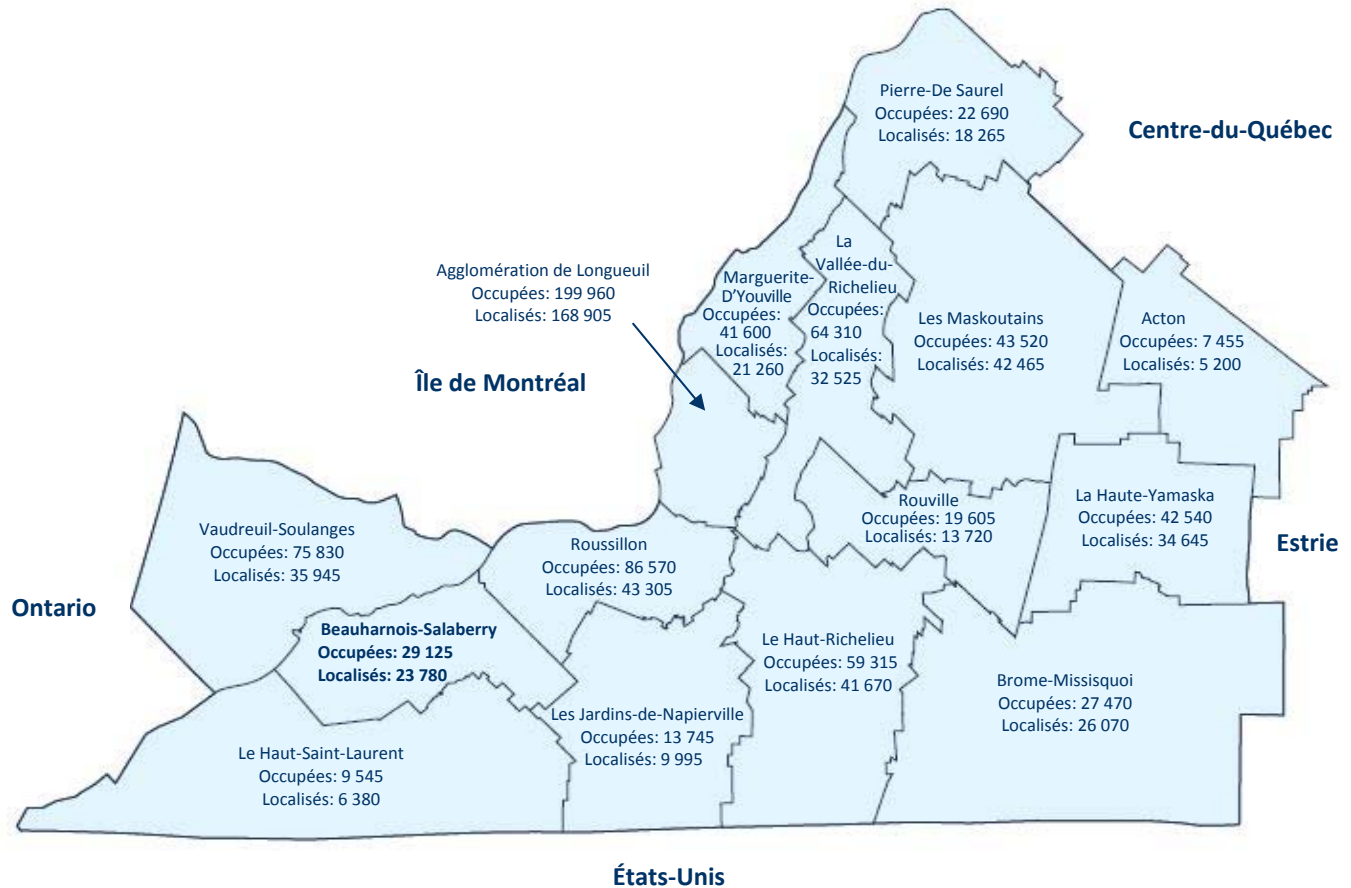 Pierre-De Saurel
Occupées: 22 690
Localisés: 18 265
Centre-du-Québec
La
Vallée-du-
Richelieu
Occupées:
64 310
Localisés:
32 525
Agglomération de Longueuil
Occupées: 199 960
Localisés: 168 905
Marguerite-
D'Youville
Occupées:
41 600
Localisés:
21 260
Les Maskoutains
Occupées: 43 520
Localisés: 42 465
Acton
Occupées: 7 455
Localisés: 5 200
Île de Montréal
Rouville
Occupées: 19 605
Localisés: 13 720
La Haute-Yamaska
Occupées: 42 540
Localisés: 34 645
Estrie
Vaudreuil-Soulanges
Occupées: 75 830
Localisés: 35 945
Roussillon
Occupées: 86 570
Localisés: 43 305
Ontario
Beauharnois-Salaberry
Occupées: 29 125
Localisés: 23 780
Le Haut-Richelieu
Occupées: 59 315
Localisés: 41 670
Brome-Missisquoi
Occupées: 27 470
Localisés: 26 070
Les Jardins-de-Napierville
Occupées: 13 745
Localisés: 9 995
Le Haut-Saint-Laurent
Occupées: 9 545
Localisés: 6 380
États-Unis